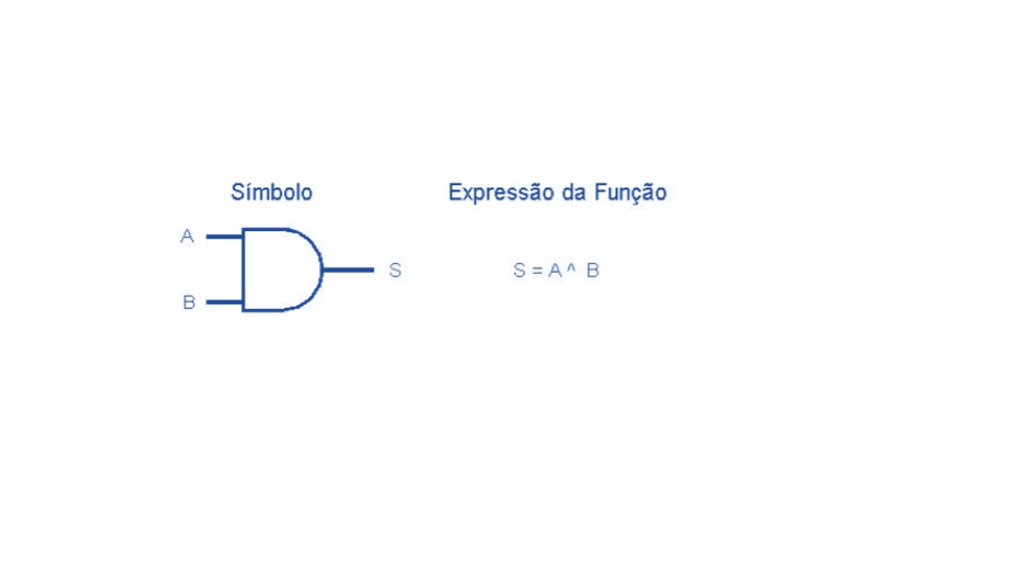 Símbolo Expressão da Função
A
S S = A ^ B
B